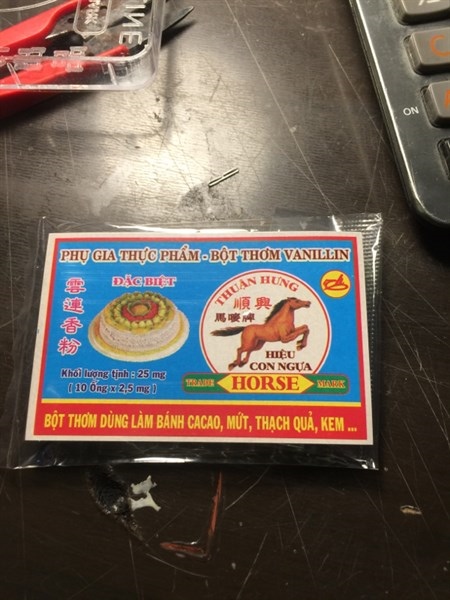 PHỤ GIA THỰC PHẨM - BỘT THƠM VANILLIN
ĐẶC BIỆT
雲連香粉
Khối lượng tịnh : 25 mg
( 10 Ống x 2,5 mg )
THUẬN HƯNG
順興
馬嘜牌
HIỆU
CON NGỰA
TRADE HORSE MARK
BỘT THƠM DÙNG LÀM BÁNH CACAO, MỨT, THẠCH QUẢ, KEM ...
ON